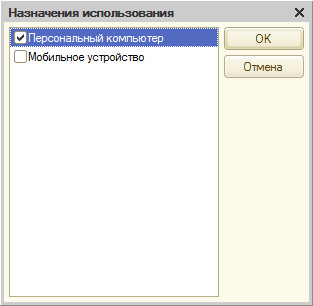 Назначения использования
Персональный компьютер
OK
Мобильное устройство
Отмена